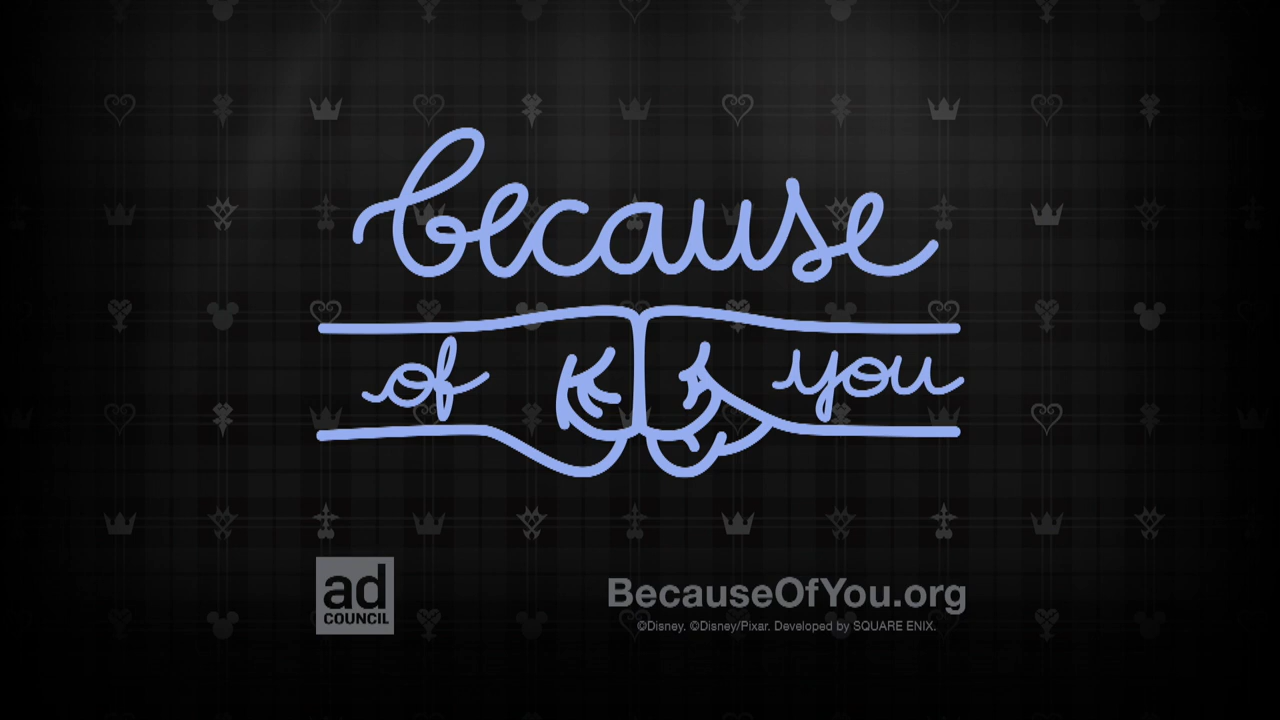 because
of you
ad
COUNCIL
BecauseOfYou.org
©Disney. ©Disney/Pixar. Developed by SQUARE ENIX.